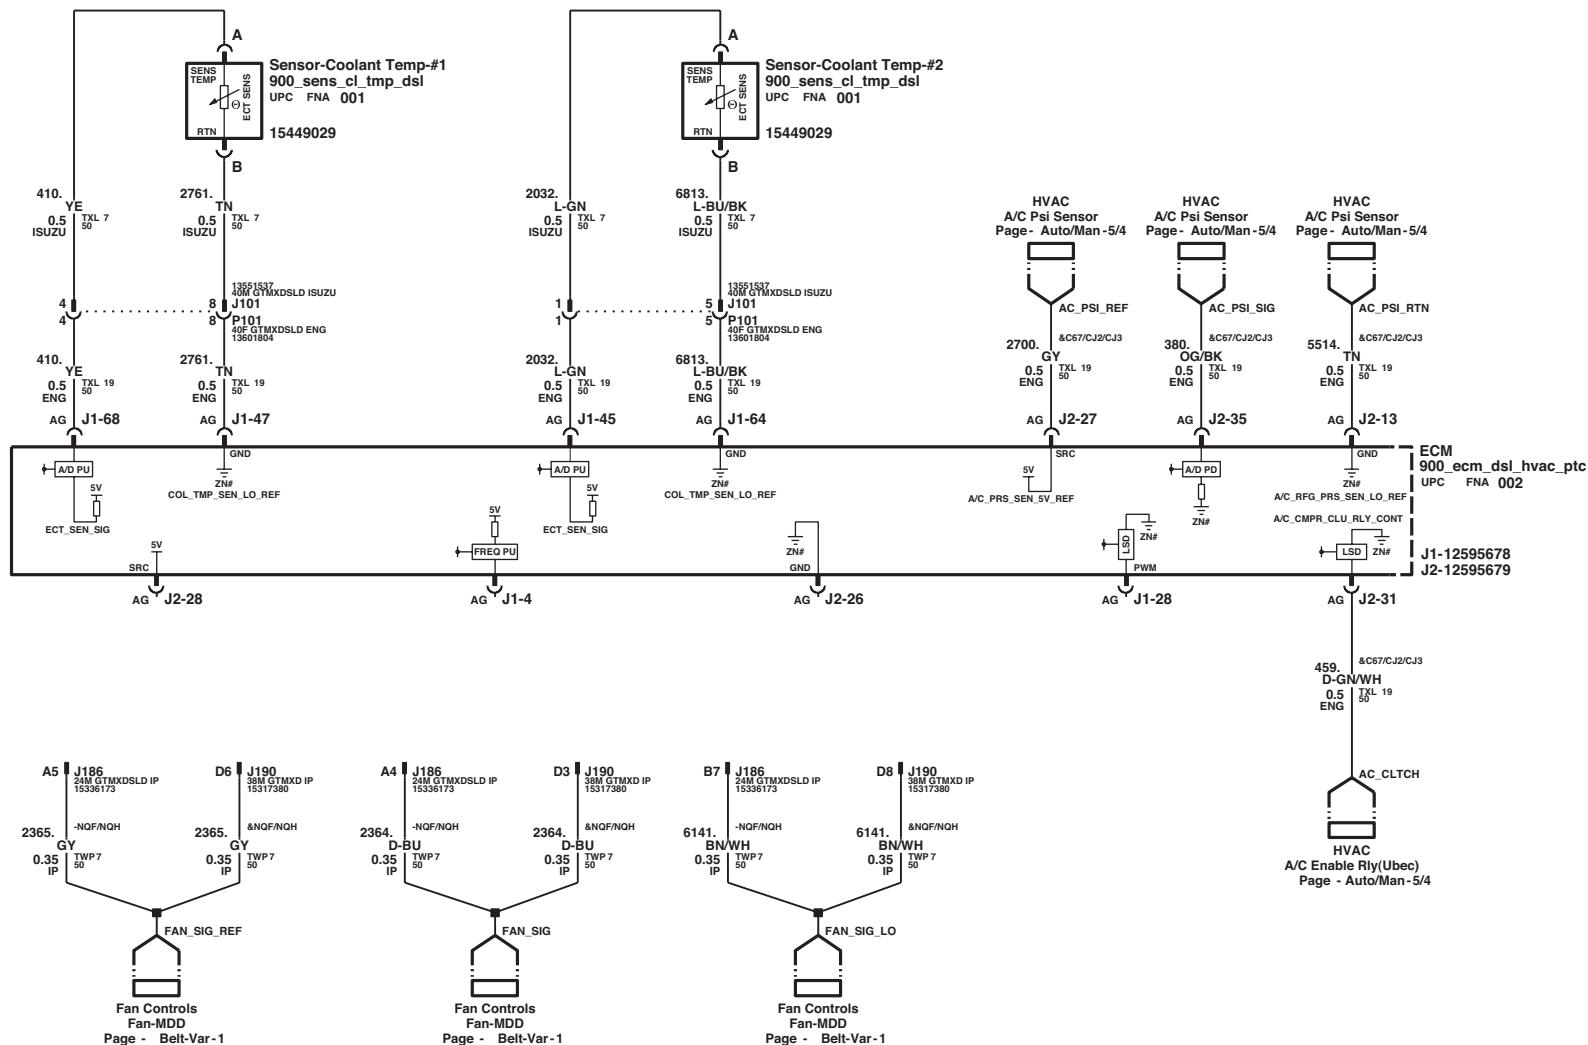 A
SENS
TEMP
ECT SENS
Θ
RTN
Sensor-Coolant Temp-#1
900_sens_cl_tmp_dsl
UPC FNA 001
15449029
B
A
SENS
TEMP
ECT SENS
Θ
RTN
Sensor-Coolant Temp-#2
900_sens_cl_tmp_dsl
UPC FNA 001
15449029
B
410.
YE
0.5 TXL 7
ISUZU 50
2761.
TN
0.5 TXL 7
ISUZU 50
2032.
L-GN
0.5 TXL 7
ISUZU 50
6813.
L-BU/BK
0.5 TXL 7
ISUZU 50
HVAC
A/C Psi Sensor
Page - Auto/Man-5/4
HVAC
A/C Psi Sensor
Page - Auto/Man-5/4
HVAC
A/C Psi Sensor
Page - Auto/Man-5/4
4
4
13551537
40M GTMXDSLD ISUZU
8 J101
8 P101
40F GTMXDSLD ENG
13601804
1
1
13551537
40M GTMXDSLD ISUZU
5 J101
5 P101
40F GTMXDSLD ENG
13601804
AC_PSI_REF
AC_PSI_SIG
AC_PSI_RTN
410.
YE
0.5 TXL 19
ENG 50
2761.
TN
0.5 TXL 19
ENG 50
2032.
L-GN
0.5 TXL 19
ENG 50
6813.
L-BU/BK
0.5 TXL 19
ENG 50
&C67/CJ2/CJ3
2700.
GY
0.5 TXL 19
ENG 50
&C67/CJ2/CJ3
380.
OG/BK
0.5 TXL 19
ENG 50
&C67/CJ2/CJ3
5514.
TN
0.5 TXL 19
ENG 50
AG J1-68
AG J1-47
AG J1-45
AG J1-64
AG J2-27
AG J2-35
AG J2-13
A/D PU
5V
ECT_SEN_SIG
GND
ZN#
COL_TMP_SEN_LO_REF
A/D PU
5V
ECT_SEN_SIG
GND
ZN#
COL_TMP_SEN_LO_REF
SRC
5V
A/C_PRS_SEN_5V_REF
A/D PD
ZN#
GND
ZN#
A/C_RFG_PRS_SEN_LO_REF
A/C_CMPR_CLU_RLY_CONT
ECM
900_ecm_dsl_hvac_ptc
UPC FNA 002
J1-12595678
J2-12595679
5V
SRC
5V
FREQ PU
ZN#
GND
LSD
ZN#
PWM
LSD
ZN#
AG J2-28
AG J1-4
AG J2-26
AG J1-28
AG J2-31
&C67/CJ2/CJ3
459.
D-GN/WH
0.5 TXL 19
ENG 50
AC_CLTCH
HVAC
A/C Enable Rly(Ubec)
Page - Auto/Man-5/4
A5 J186
24M GTMXDSLD IP
15336173
D6 J190
38M GTMXD IP
15317380
A4 J186
24M GTMXDSLD IP
15336173
D3 J190
38M GTMXD IP
15317380
B7 J186
24M GTMXDSLD IP
15336173
D8 J190
38M GTMXD IP
15317380
-NQF/NQH
2365.
GY
0.35 TWP7
IP 50
&NQF/NQH
2365.
GY
0.35 TWP7
IP 50
-NQF/NQH
2364.
D-BU
0.35 TWP7
IP 50
&NQF/NQH
2364.
D-BU
0.35 TWP7
IP 50
-NQF/NQH
6141.
BN/WH
0.35 TWP7
IP 50
&NQF/NQH
6141.
BN/WH
0.35 TWP7
IP 50
FAN_SIG_REF
FAN_SIG
FAN_SIG_LO
Fan Controls
Fan-MDD
Page - Belt-Var-1
Fan Controls
Fan-MDD
Page - Belt-Var-1
Fan Controls
Fan-MDD
Page - Belt-Var-1